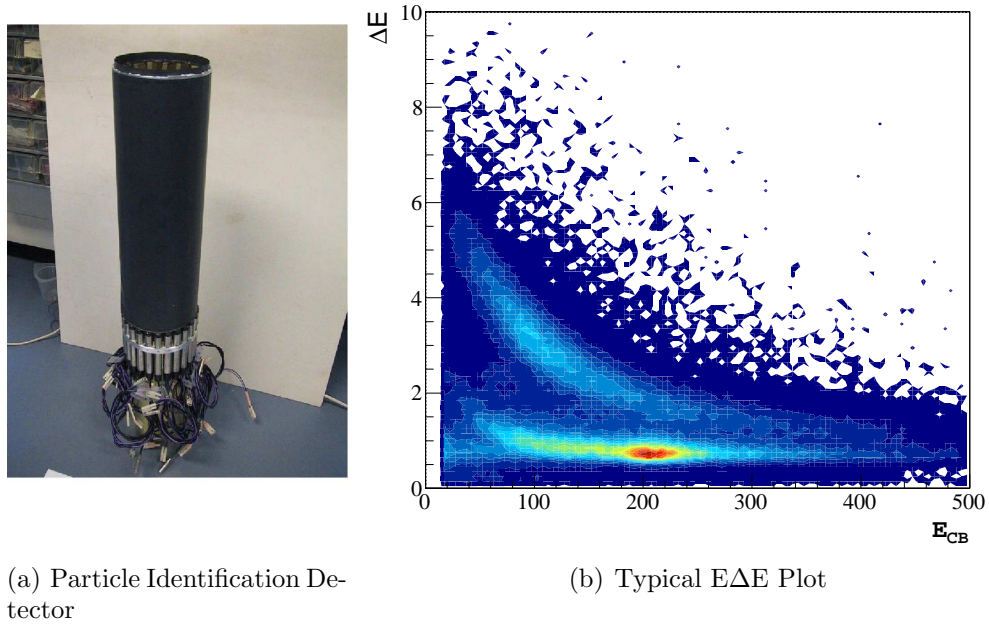 10
8
6
4
2
0
ΔE
0 100 200 300 400 500
E_CB
(a) Particle Identification De-
tector
(b) Typical EΔE Plot